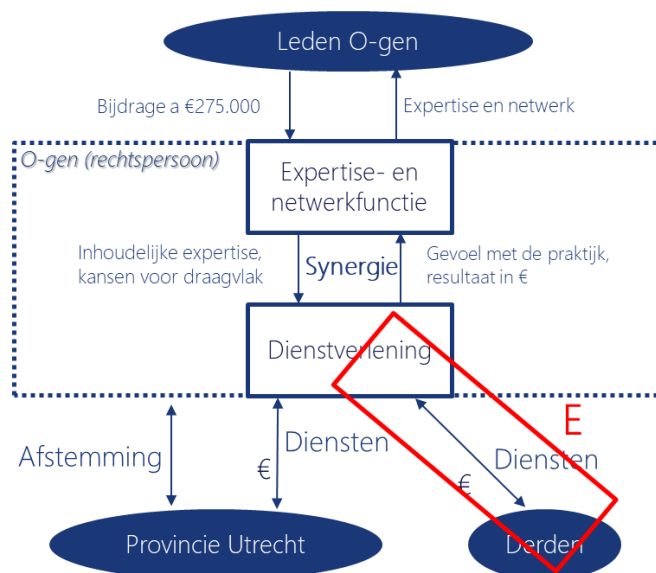 Leden O-gen
Bijdrage a €275.000
Expertise en netwerk
O-gen (rechtspersoon)
Expertise- en
netwerkfunctie
Inhoudelijke expertise,
kansen voor draagvlak
Synergie
Gevoel met de praktijk,
resultaat in €
Dienstverlening
E
Afstemming
Diensten
€
Diensten
€
Provincie Utrecht
Derden